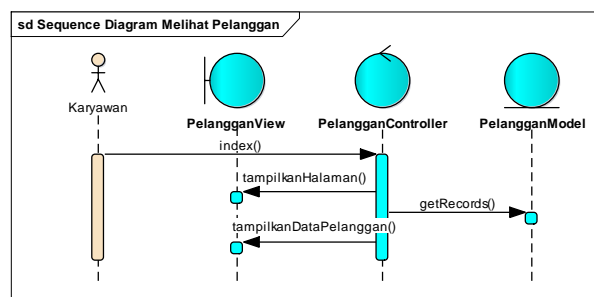 sd Sequence Diagram Melihat Pelanggan
Karyawan
PelangganView
PelangganController
PelangganModel
index()
tampilkanHalaman()
getRecords()
tampilkanDataPelanggan()